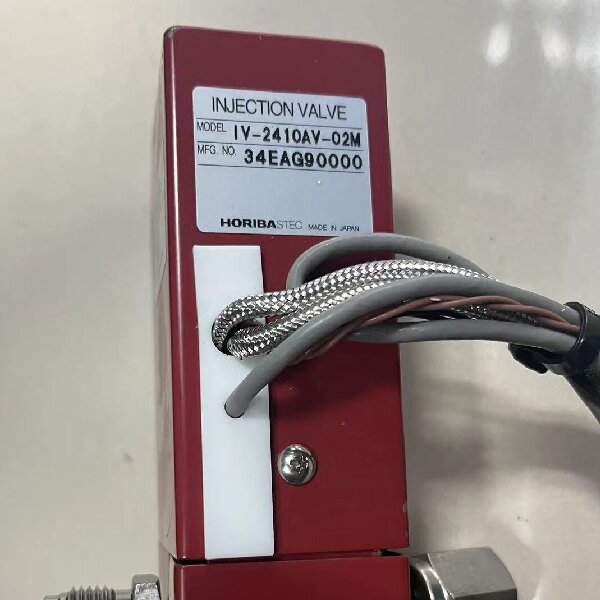 INJECTION VALVE
MODEL IV-2410AV-02M
MFG. NO. 34EAG90000
HORIBASTEC MADE IN JAPAN